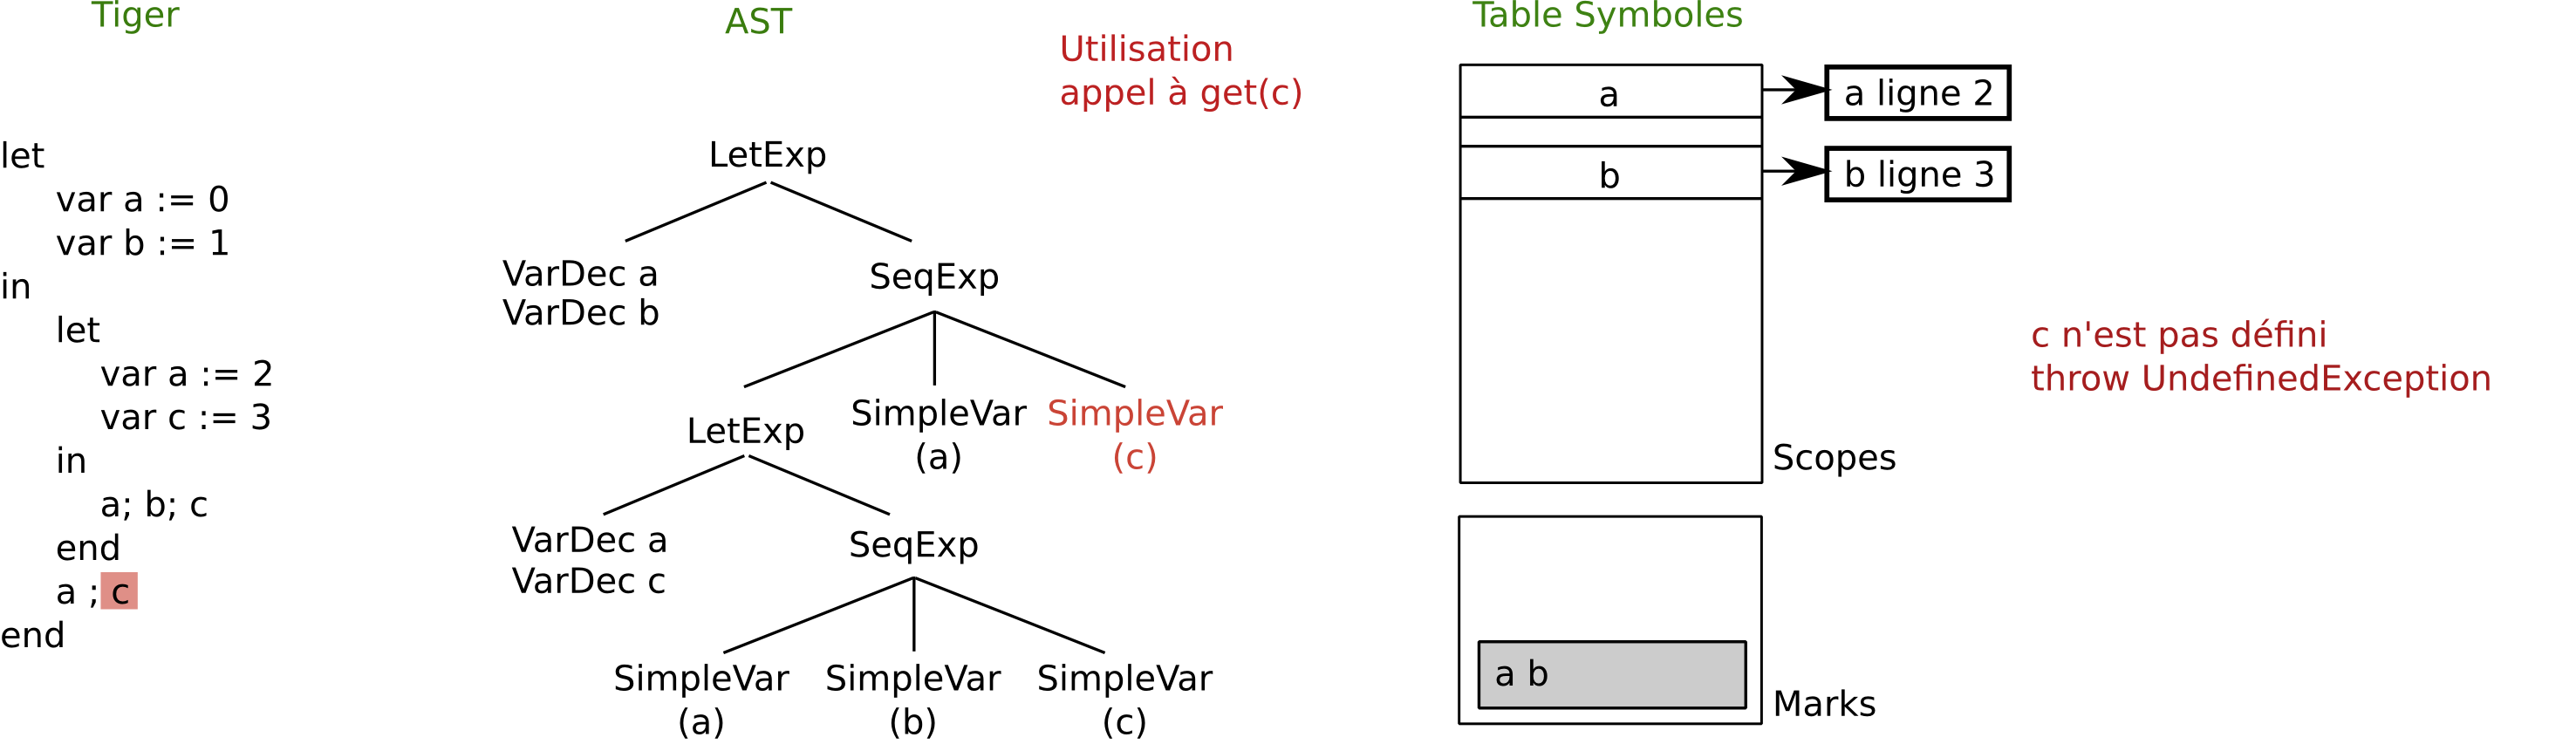 Tiger
let
var a := 0
var b := 1
in
let
var a := 2
var c := 3
in
a; b; c
end
a ; c
end
AST
Utilisation
appel à get(c)
LetExp
VarDec a
VarDec b
SeqExp
LetExp
SimpleVar
(a)
SimpleVar
(c)
VarDec a
VarDec c
SeqExp
SimpleVar
(a)
SimpleVar
(b)
SimpleVar
(c)
Table Symboles
a
a ligne 2
b
b ligne 3
Scopes
c n'est pas défini
throw UndefinedException
a b
Marks